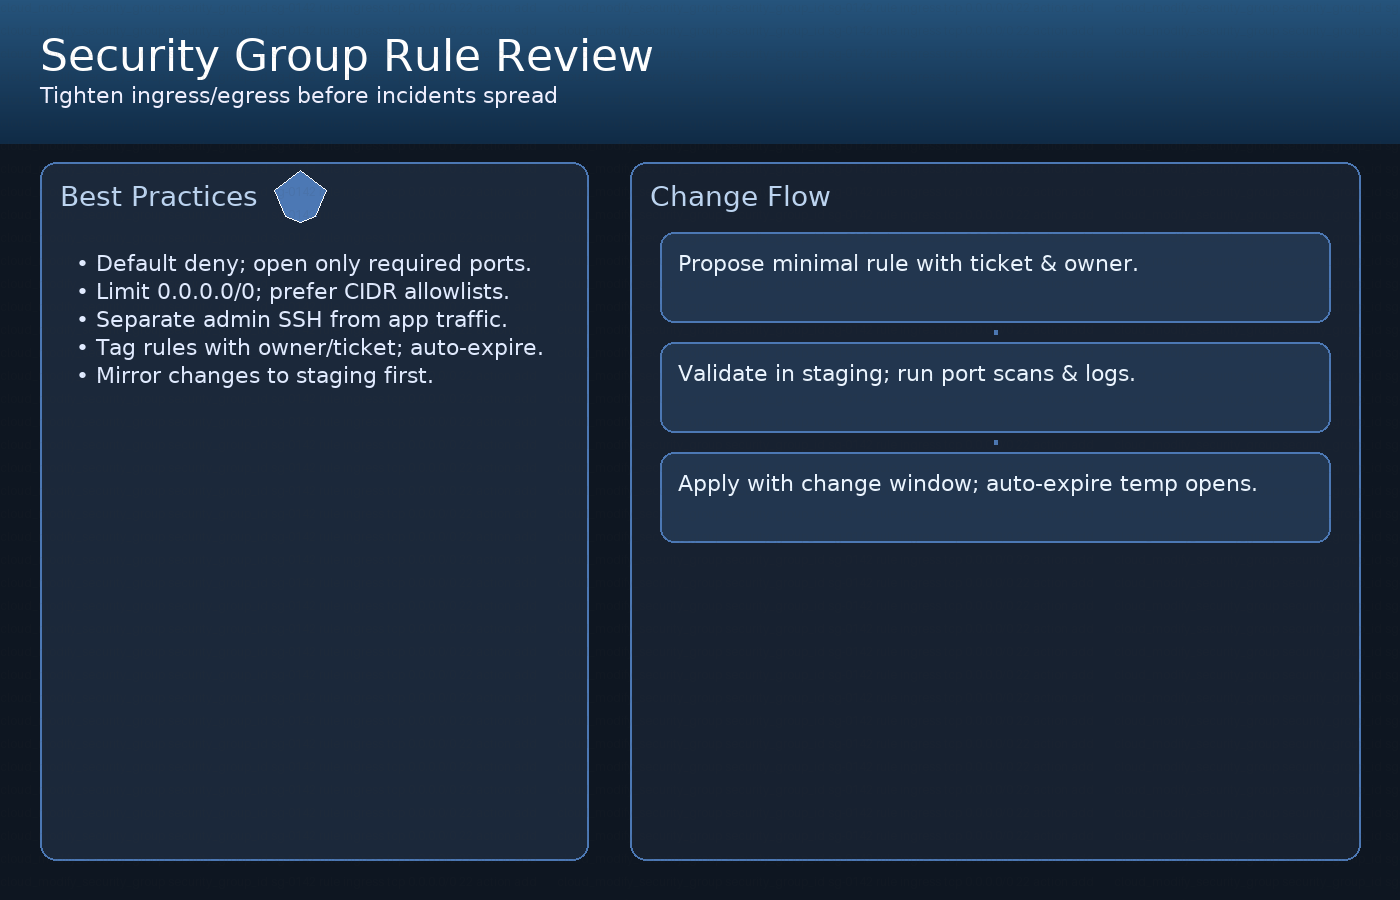 Security Group Rule Review
Tighten ingress/egress before incidents spread
Best Practices
• Default deny; open only required ports.
• Limit 0.0.0.0/0; prefer CIDR allowlists.
• Separate admin SSH from app traffic.
• Tag rules with owner/ticket; auto-expire.
• Mirror changes to staging first.
Change Flow
Propose minimal rule with ticket & owner.
Validate in staging; run port scans & logs.
Apply with change window; auto-expire temp opens.